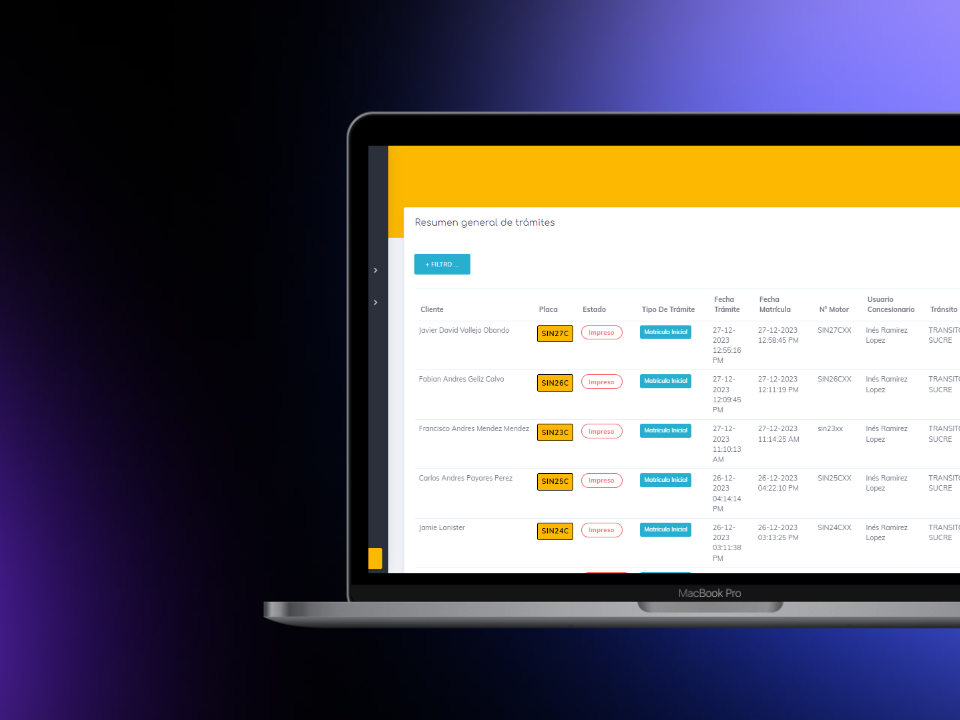 Resumen general de trámites
+ FILTRO ...
Cliente Placa Estado Tipo De Trámite Fecha Trámite Fecha Matrícula N° Motor Usuario Concesionario Tránsito
Javier David Vallejo Obando SIN27C Impreso Matrícula Inicial 27-12-2023 12:55:16 PM 27-12-2023 12:58:45 PM SIN27CXX Inés Ramírez Lopez TRANSITO SUCRE
Fabian Andres Geliz Calvo SIN26C Impreso Matrícula Inicial 27-12-2023 12:09:45 PM 27-12-2023 12:11:19 PM SIN26CXX Inés Ramírez Lopez TRANSITO SUCRE
Francisco Andres Mendez Mendez SIN23C Impreso Matrícula Inicial 27-12-2023 11:10:13 AM 27-12-2023 11:14:25 AM sin23xx Inés Ramírez Lopez TRANSITO SUCRE
Carlos Andres Payares Perez SIN25C Impreso Matrícula Inicial 26-12-2023 04:14:14 PM 26-12-2023 04:22:10 PM SIN25CXX Inés Ramírez Lopez TRANSITO SUCRE
Jamie Lanister SIN24C Impreso Matrícula Inicial 26-12-2023 03:11:38 PM 26-12-2023 03:13:25 PM SIN24CXX Inés Ramírez Lopez TRANSITO SUCRE
MacBook Pro